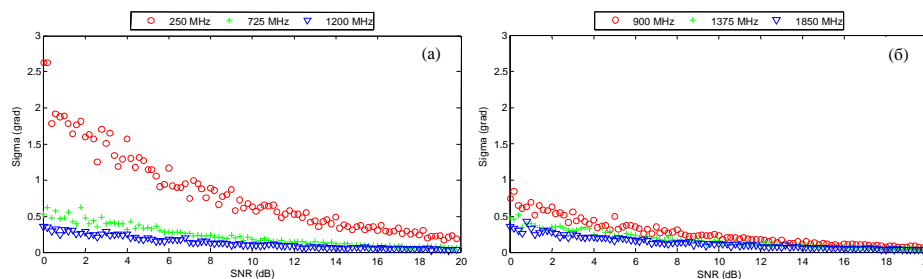 250 MHz 725 MHz 1200 MHz
900 MHz 1375 MHz 1850 MHz
(а)
(б)
3
2.5
2
1.5
1
0.5
0
Sigma (grad)
0 2 4 6 8 10 12 14 16 18 20
SNR (dB)
3
2.5
2
1.5
1
0.5
0
Sigma (grad)
0 2 4 6 8 10 12 14 16 18
SNR (dB)